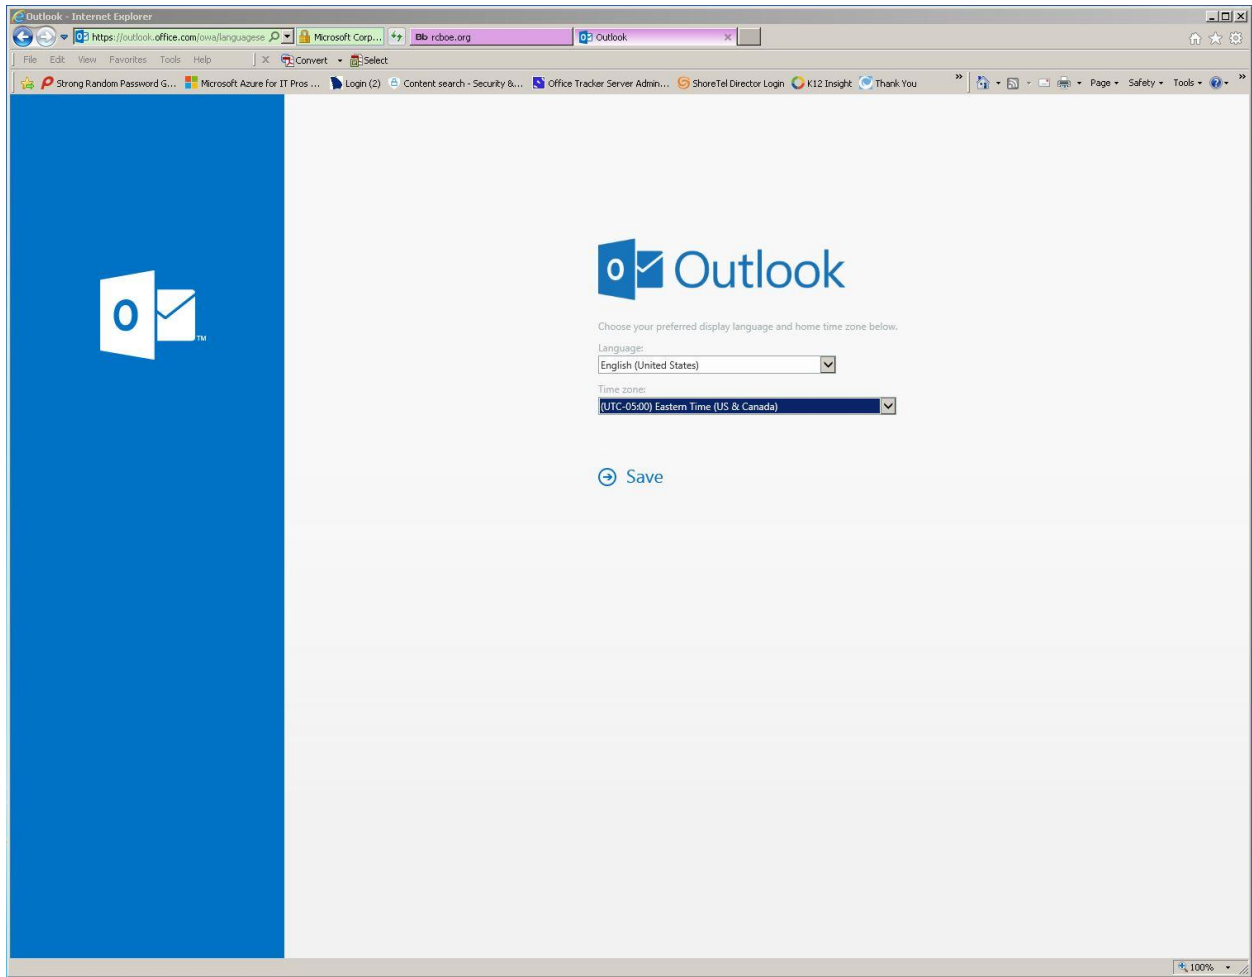 Outlook - Internet Explorer
https://outlook.office.com/owa/languagese
Microsoft Corp...
Bb rcboe.org
Outlook
File Edit View Favorites Tools Help
X Convert Select
Strong Random Password G... Microsoft Azure for IT Pros ... Login (2) Content search - Security &... Office Tracker Server Admin... ShoreTel Director Login K12 Insight Thank You » Page Safety Tools »
Outlook
O
TM
Choose your preferred display language and home time zone below.
Language:
English (United States)
Time zone:
(UTC-05:00) Eastern Time (US & Canada)
Save
100%